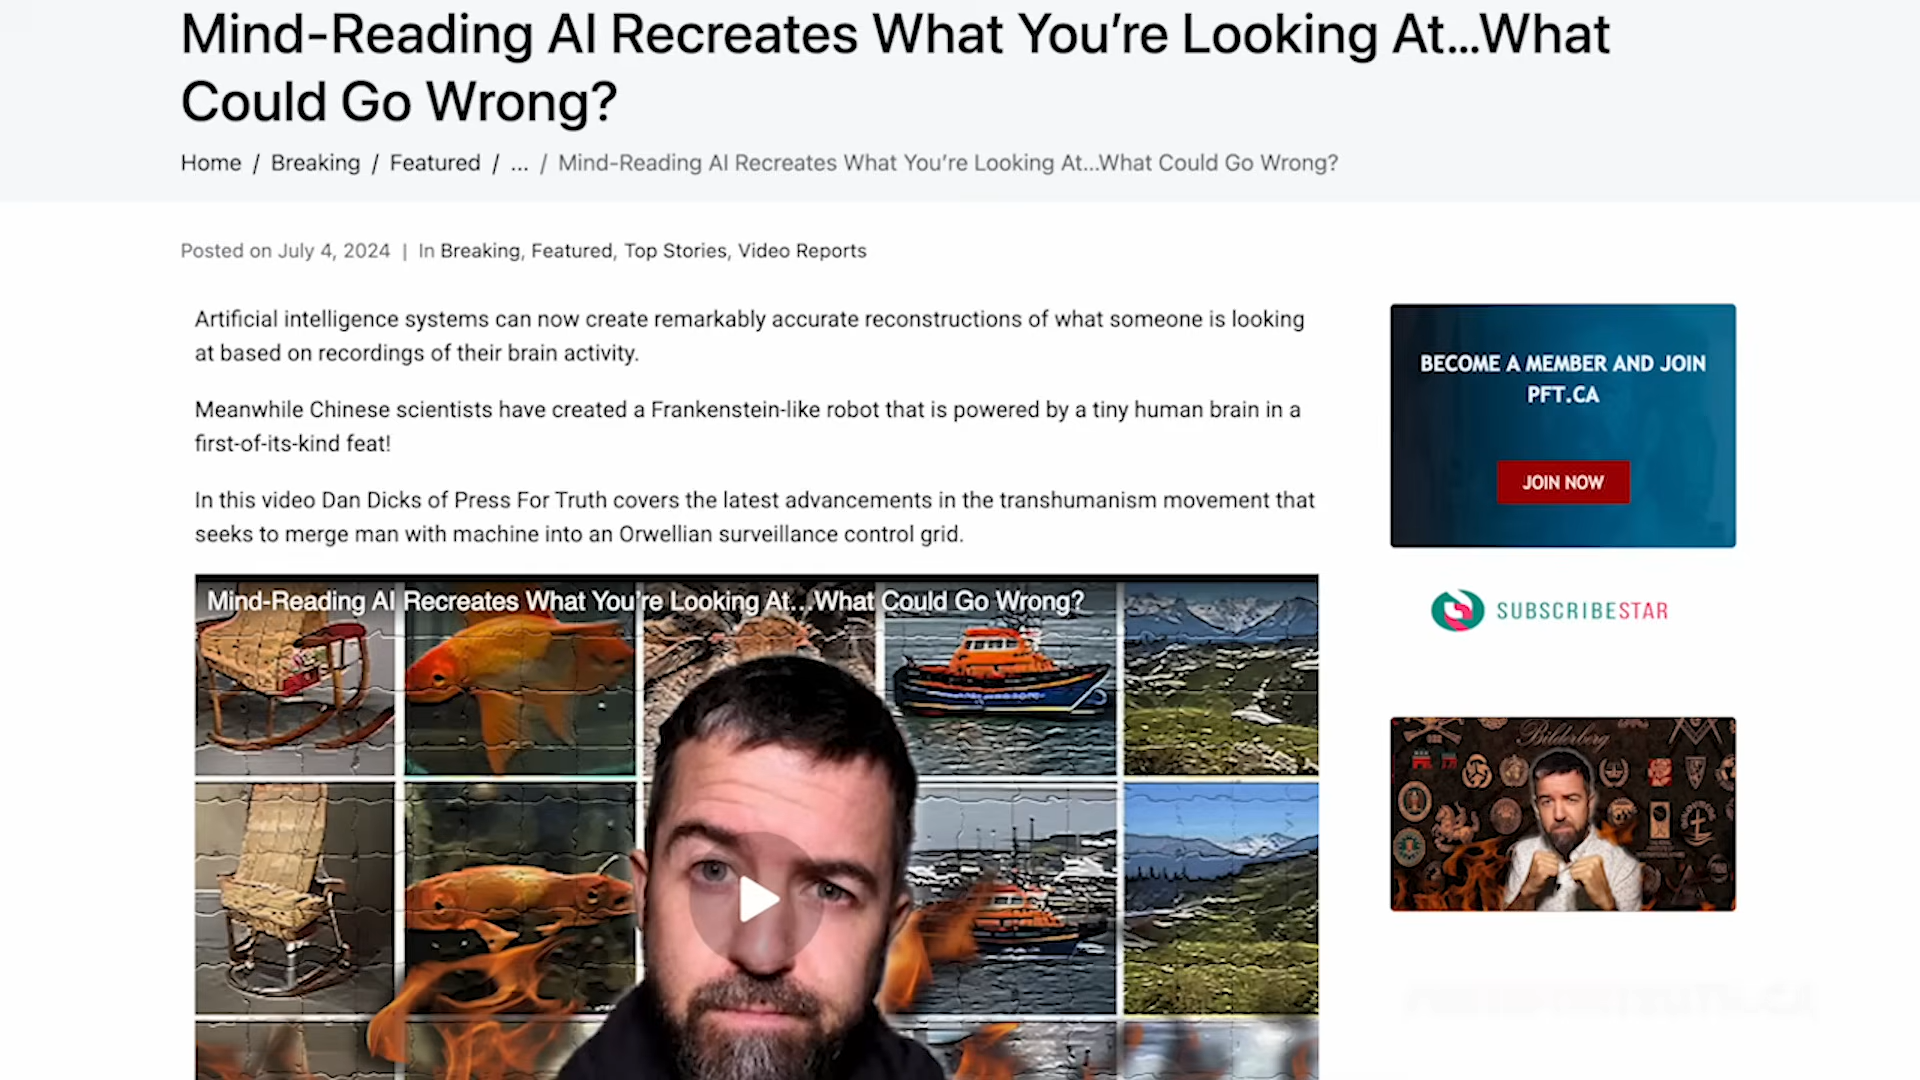 Mind-Reading AI Recreates What You’re Looking At...What
Could Go Wrong?
Home / Breaking / Featured / ... / Mind-Reading AI Recreates What You’re Looking At...What Could Go Wrong?
Posted on July 4, 2024 | In Breaking, Featured, Top Stories, Video Reports
Artificial intelligence systems can now create remarkably accurate reconstructions of what someone is looking
at based on recordings of their brain activity.
Meanwhile Chinese scientists have created a Frankenstein-like robot that is powered by a tiny human brain in a
first-of-its-kind feat!
In this video Dan Dicks of Press For Truth covers the latest advancements in the transhumanism movement that
seeks to merge man with machine into an Orwellian surveillance control grid.
Mind-Reading AI Recreates What You’re Looking At...What Could Go Wrong?
BECOME A MEMBER AND JOIN
PFT.CA
JOIN NOW
SUBSCRIBESTAR
Bilderberg